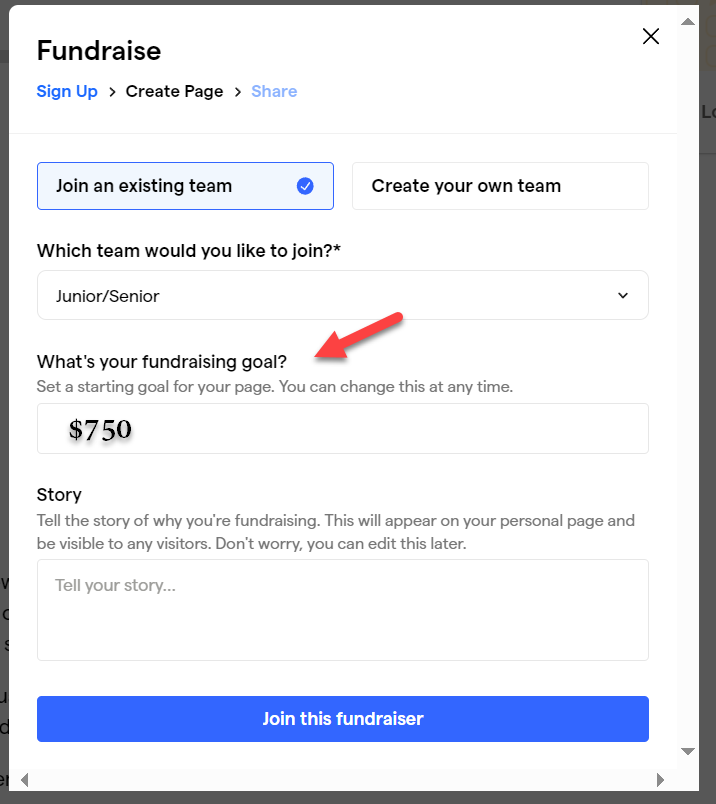 Fundraise
Sign Up > Create Page > Share
Join an existing team
Create your own team
Which team would you like to join?*
Junior/Senior
What's your fundraising goal?
Set a starting goal for your page. You can change this at any time.
$750
Story
Tell the story of why you're fundraising. This will appear on your personal page and
be visible to any visitors. Don't worry, you can edit this later.
Tell your story...
Join this fundraiser